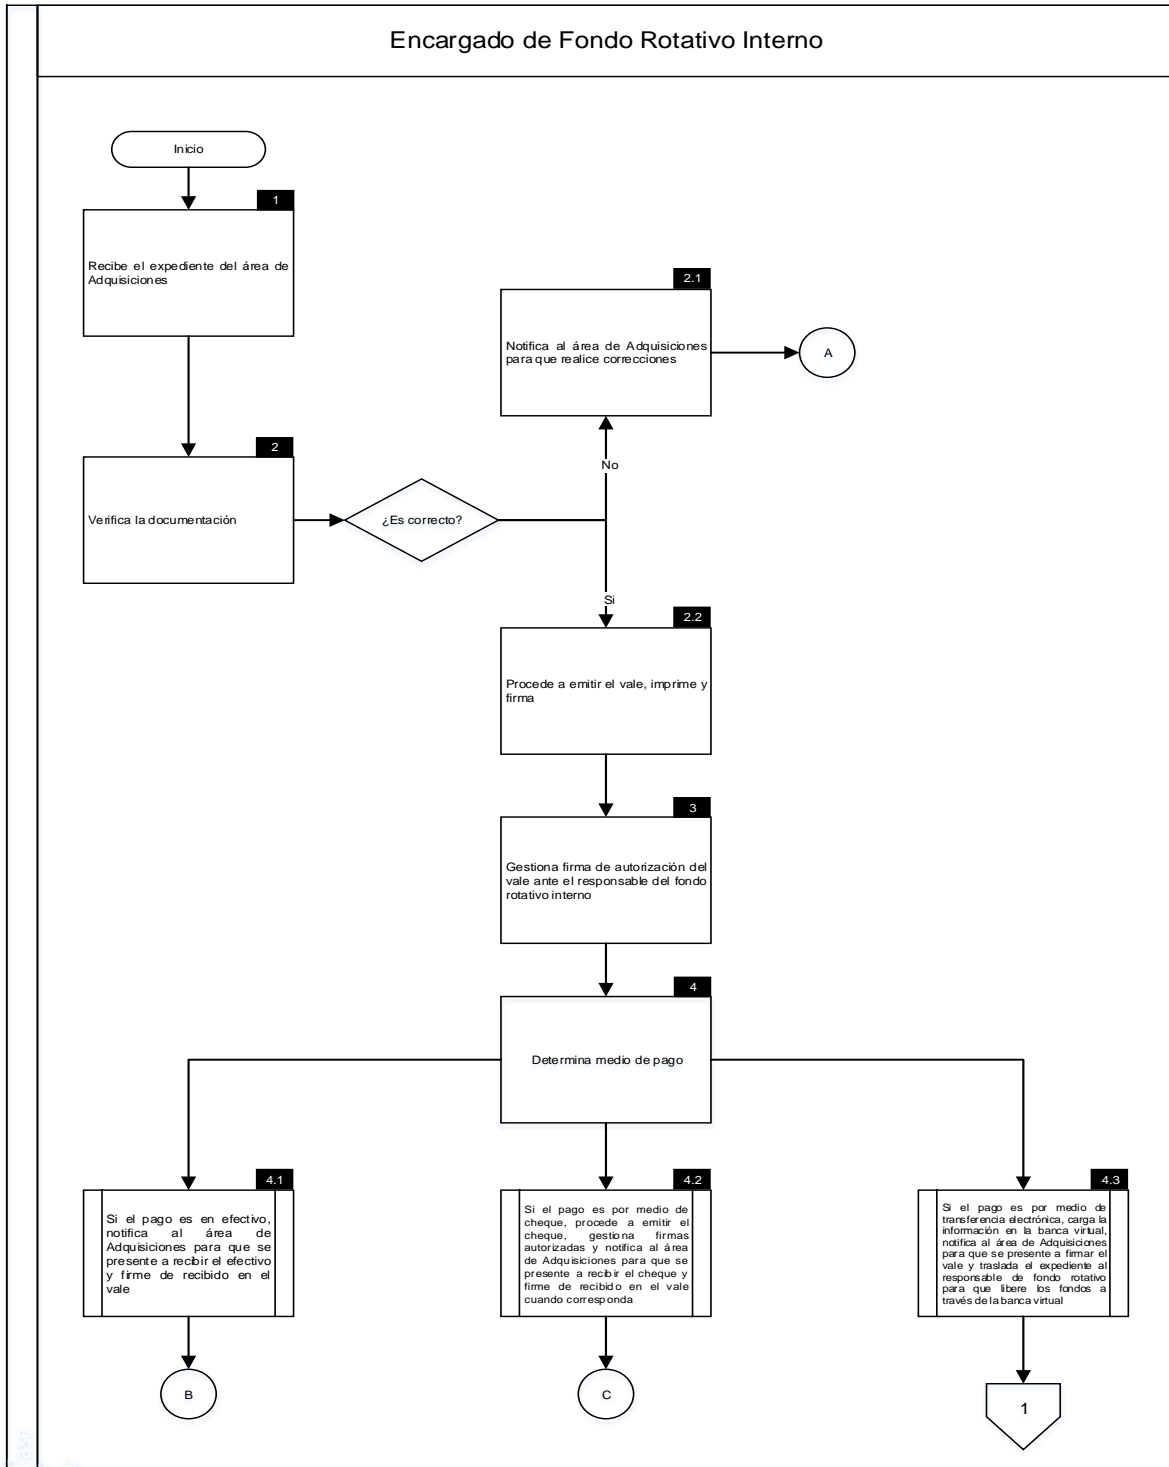 Encargado de Fondo Rotativo Interno
Inicio
1
Recibe el expediente del área de
Adquisiciones
2.1
Notifica al área de Adquisiciones
para que realice correcciones
A
2
Verifica la documentación
¿Es correcto?
No
Si
2.2
Procede a emitir el vale, imprime y
firma
3
Gestiona firma de autorización del
vale ante el responsable del fondo
rotativo interno
4
Determina medio de pago
4.1
Si el pago es en efectivo,
notifica al área de
Adquisiciones para que se
presente a recibir el efectivo
y firme de recibido en el
vale
4.2
Si el pago es por medio de
cheque, procede a emitir el
cheque, gestiona firmas
autorizadas y notifica al área
de Adquisiciones para que se
presente a recibir el cheque y
firme de recibido en el vale
cuando corresponda
4.3
Si el pago es por medio de
transferencia electrónica, carga la
información en la banca virtual,
notifica al área de Adquisiciones
para que se presente a firmar el
vale y traslada el expediente al
responsable de fondo rotativo
para que libere los fondos a
través de la banca virtual
B
C
1